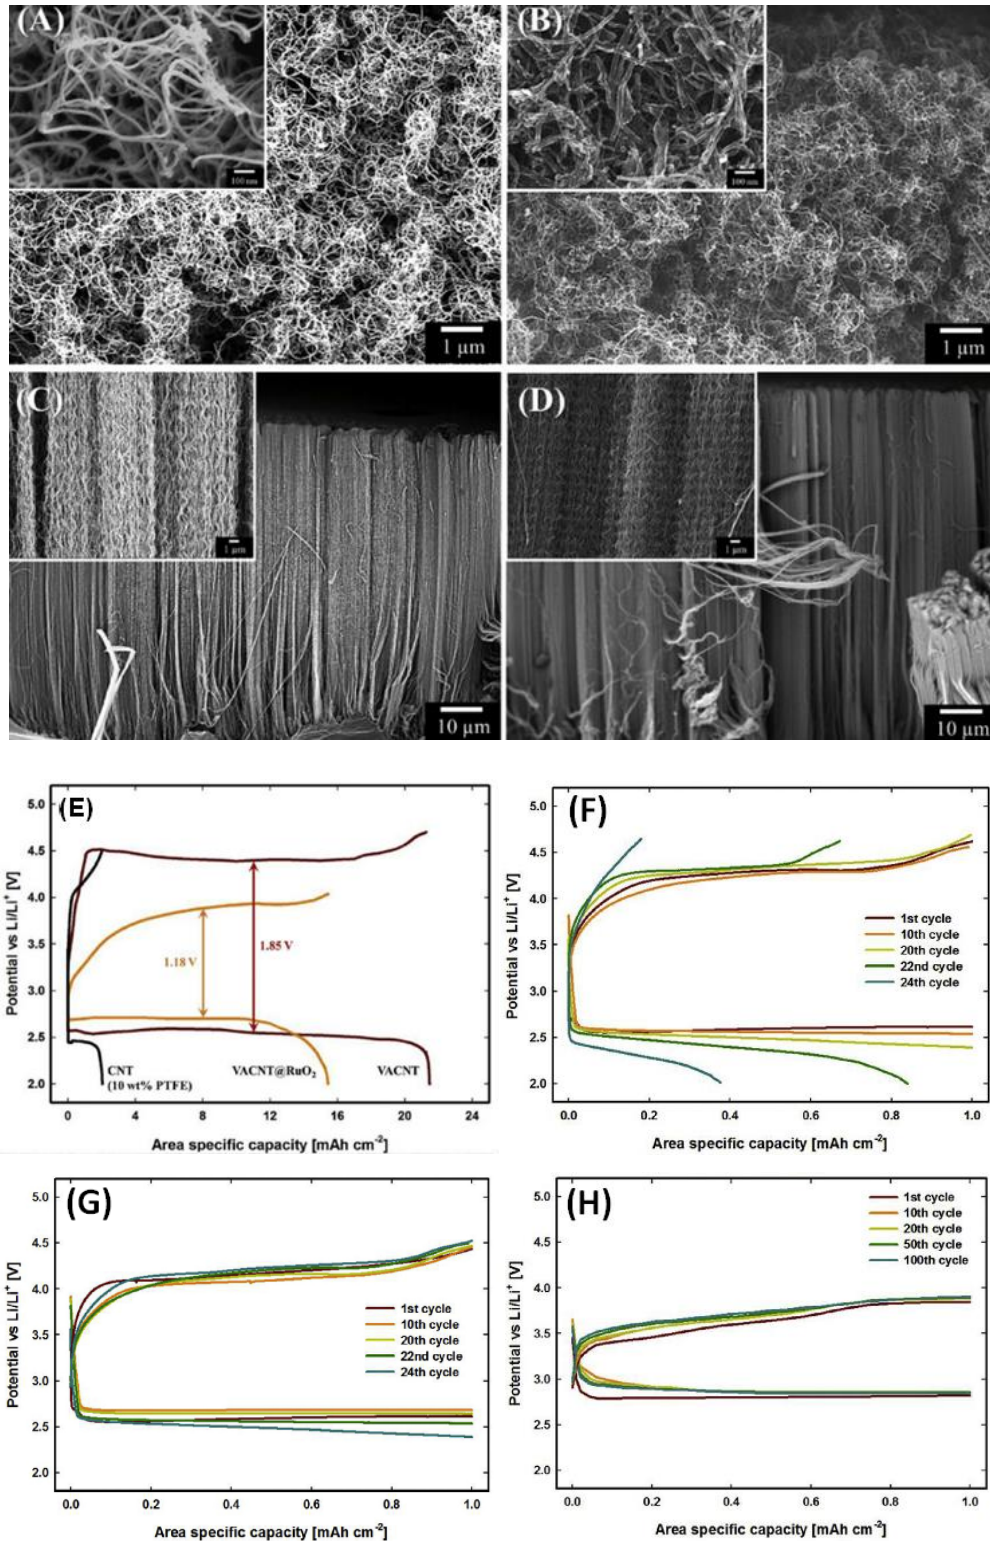 (A)
100 nm
1 µm
(B)
100 nm
1 µm
(C)
1 µm
10 µm
(D)
1 µm
10 µm
(E)
Potential vs Li/Li⁺ [V]
5.0
4.5
4.0
3.5
3.0
2.5
2.0
1.18 V
1.85 V
CNT
(10 wt% PTFE)
VACNT@RuO₂
VACNT
0 4 8 12 16 20 24
Area specific capacity [mAh cm⁻²]
(F)
Potential vs Li/Li⁺ [V]
5.0
4.5
4.0
3.5
3.0
2.5
2.0
1st cycle
10th cycle
20th cycle
22nd cycle
24th cycle
0.0 0.2 0.4 0.6 0.8 1.0
Area specific capacity [mAh cm⁻²]
(G)
Potential vs Li/Li⁺ [V]
5.0
4.5
4.0
3.5
3.0
2.5
2.0
1st cycle
10th cycle
20th cycle
22nd cycle
24th cycle
0.0 0.2 0.4 0.6 0.8 1.0
Area specific capacity [mAh cm⁻²]
(H)
Potential vs Li/Li⁺ [V]
5.0
4.5
4.0
3.5
3.0
2.5
2.0
1st cycle
10th cycle
20th cycle
50th cycle
100th cycle
0.0 0.2 0.4 0.6 0.8 1.0
Area specific capacity [mAh cm⁻²]